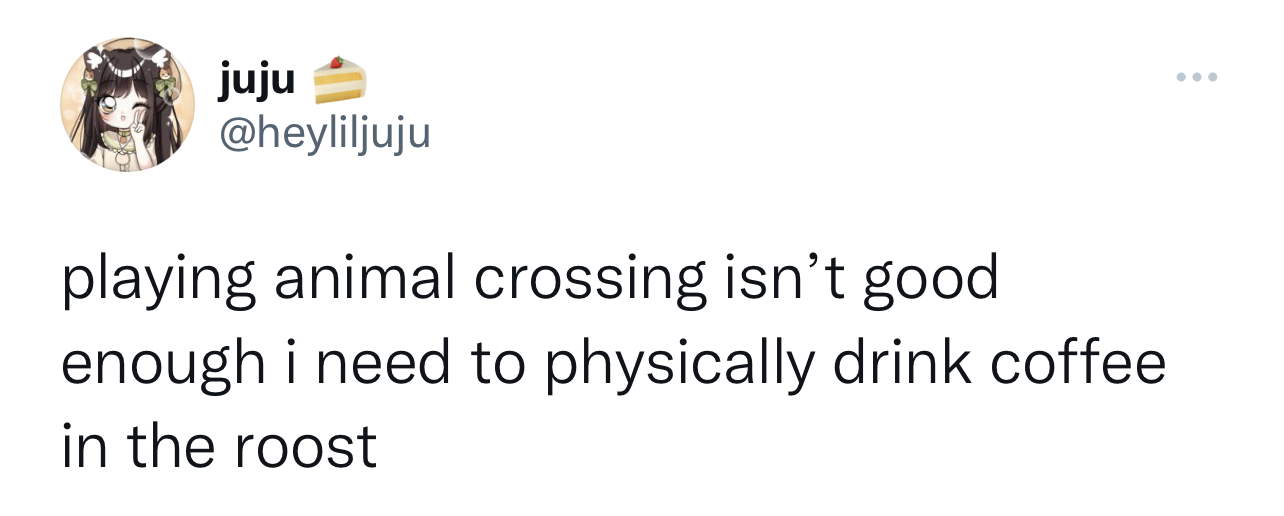 juju 🍰
@heyliljuju
playing animal crossing isn’t good
enough i need to physically drink coffee
in the roost